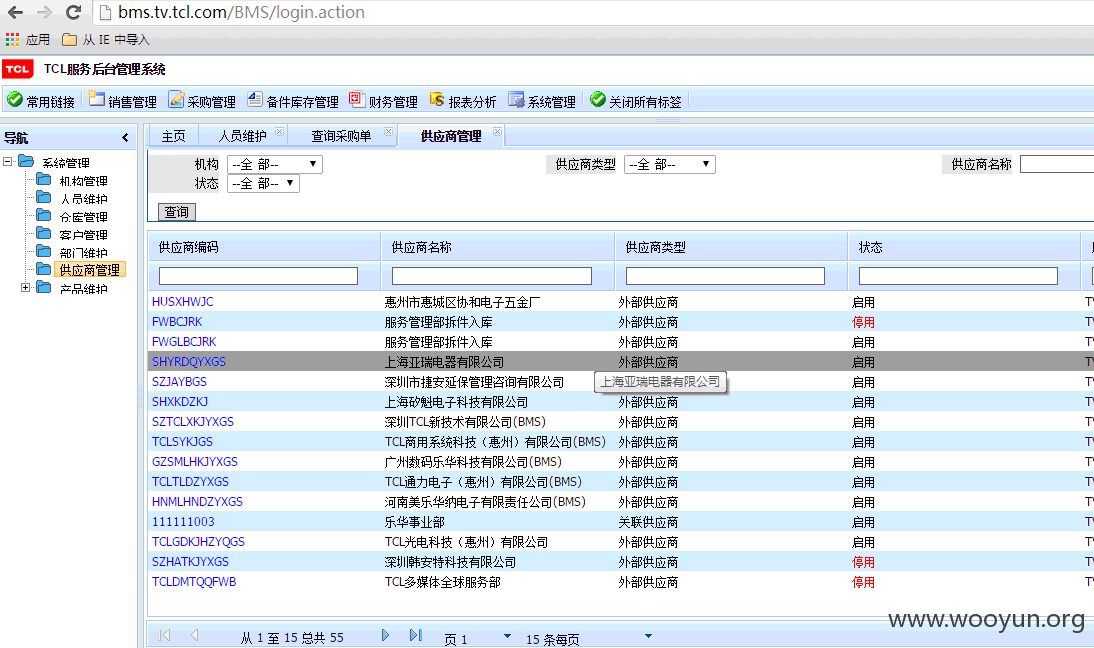 bms.tv.tcl.com/BMS/login.action
应用 从 IE 中导入
TCL TCL服务后台管理系统
常用链接 销售管理 采购管理 备件库存管理 财务管理 报表分析 系统管理 关闭所有标签
导航 主页 人员维护 查询采购单 供应商管理
系统管理
机构管理
人员维护
仓库管理
客户管理
部门维护
供应商管理
产品维护
机构 --全 部-- 供应商类型 --全 部-- 供应商名称
状态 --全 部--
查询
供应商编码 供应商名称 供应商类型 状态
HUSXHWJC 惠州市惠城区协和电子五金厂 外部供应商 启用
FWBCJRK 服务管理部拆件入库 外部供应商 停用
FWGLBCJRK 服务管理部拆件入库 外部供应商 启用
SHYRDQYXGS 上海亚瑞电器有限公司 外部供应商 启用
SZJAYBGS 深圳市捷安延保管理咨询有限公司 上海亚瑞电器有限公司 启用
SHXKDZKJ 上海矽魁电子科技有限公司 外部供应商 启用
SZTCLXKJYXGS 深圳TCL新技术有限公司(BMS) 外部供应商 启用
TCLSYKJGS TCL商用系统科技（惠州）有限公司(BMS) 外部供应商 启用
GZSMLHKJYXGS 广州数码乐华科技有限公司(BMS) 外部供应商 启用
TCLTLDZYXGS TCL通力电子（惠州）有限公司(BMS) 外部供应商 启用
HNMLHNDZYXGS 河南美乐华纳电子有限责任公司(BMS) 外部供应商 启用
111111003 乐华事业部 关联供应商 启用
TCLGDKJHZYQGS TCL光电科技（惠州）有限公司 外部供应商 启用
SZHATKJYXGS 深圳韩安特科技有限公司 外部供应商 停用
TCLDMTQQFWB TCL多媒体全球服务部 外部供应商 停用
www.wooyun.org
从 1 至 15 总共 55 页 1 15 条每页